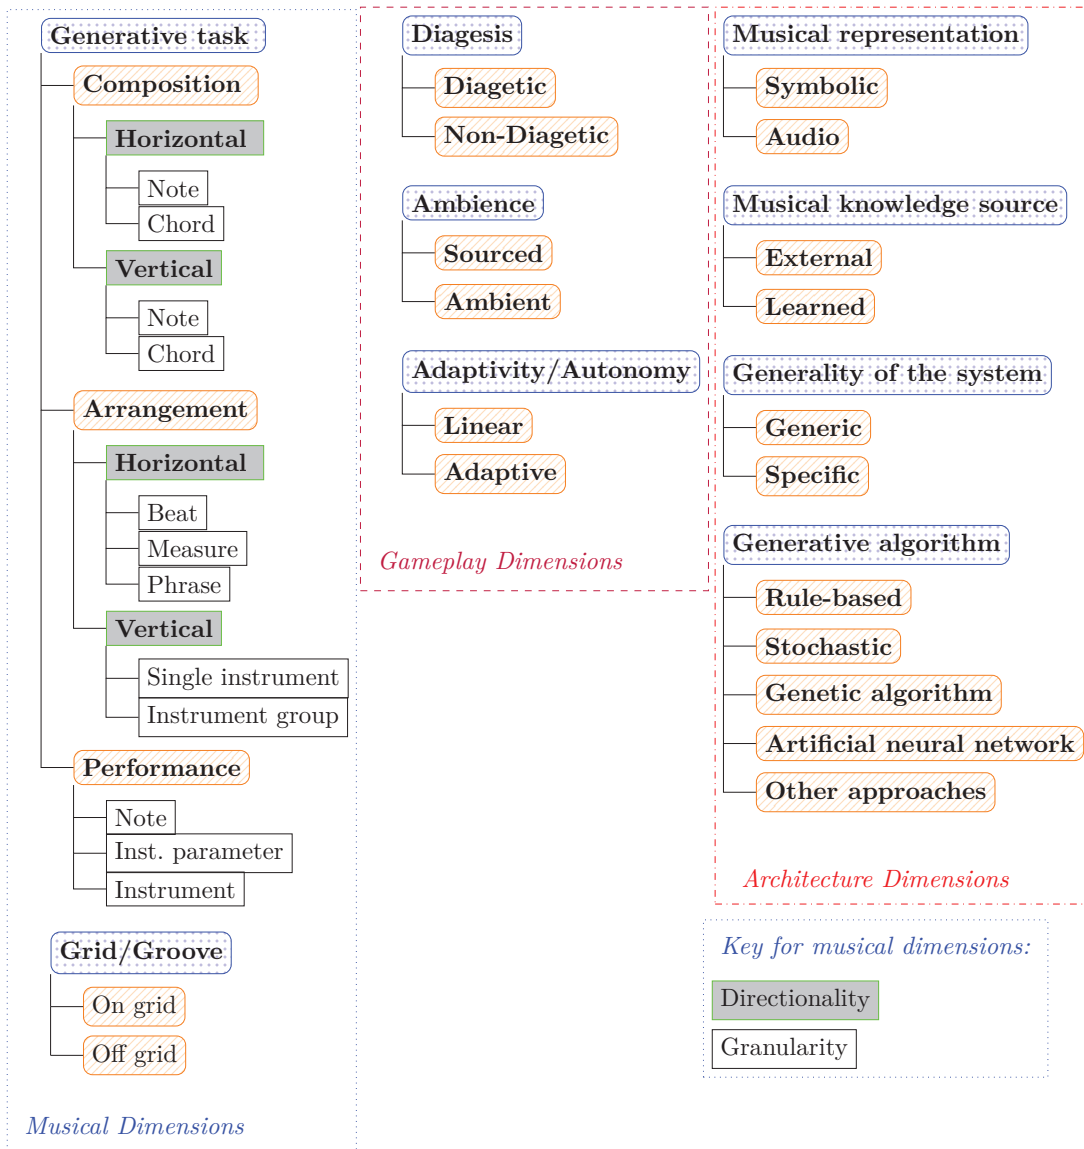 Generative task
Composition
Horizontal
Note
Chord
Vertical
Note
Chord
Arrangement
Horizontal
Beat
Measure
Phrase
Vertical
Single instrument
Instrument group
Performance
Note
Inst. parameter
Instrument
Grid/Groove
On grid
Off grid
Musical Dimensions
Diagesis
Diagetic
Non-Diagetic
Ambience
Sourced
Ambient
Adaptivity/Autonomy
Linear
Adaptive
Gameplay Dimensions
Musical representation
Symbolic
Audio
Musical knowledge source
External
Learned
Generality of the system
Generic
Specific
Generative algorithm
Rule-based
Stochastic
Genetic algorithm
Artificial neural network
Other approaches
Architecture Dimensions
Key for musical dimensions:
Directionality
Granularity